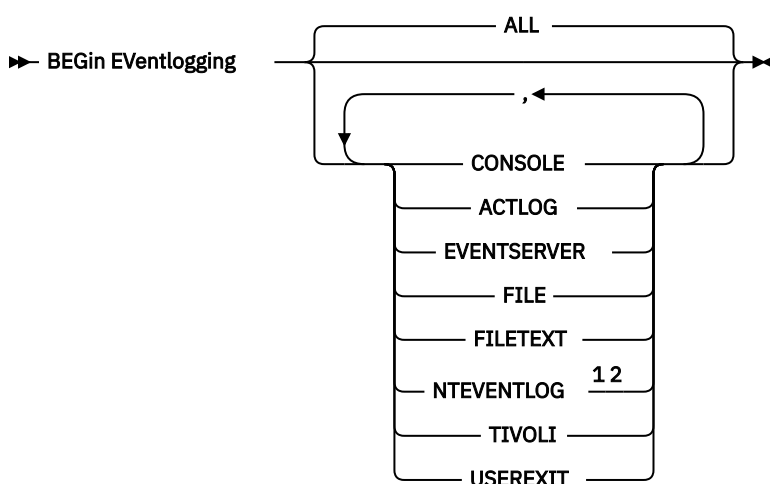 ALL
BEGin EVentlogging
,
CONSOLE
ACTLOG
EVENTSERVER
FILE
FILETEXT
NTEVENTLOG 1 2
TIVOLI
USEREXIT